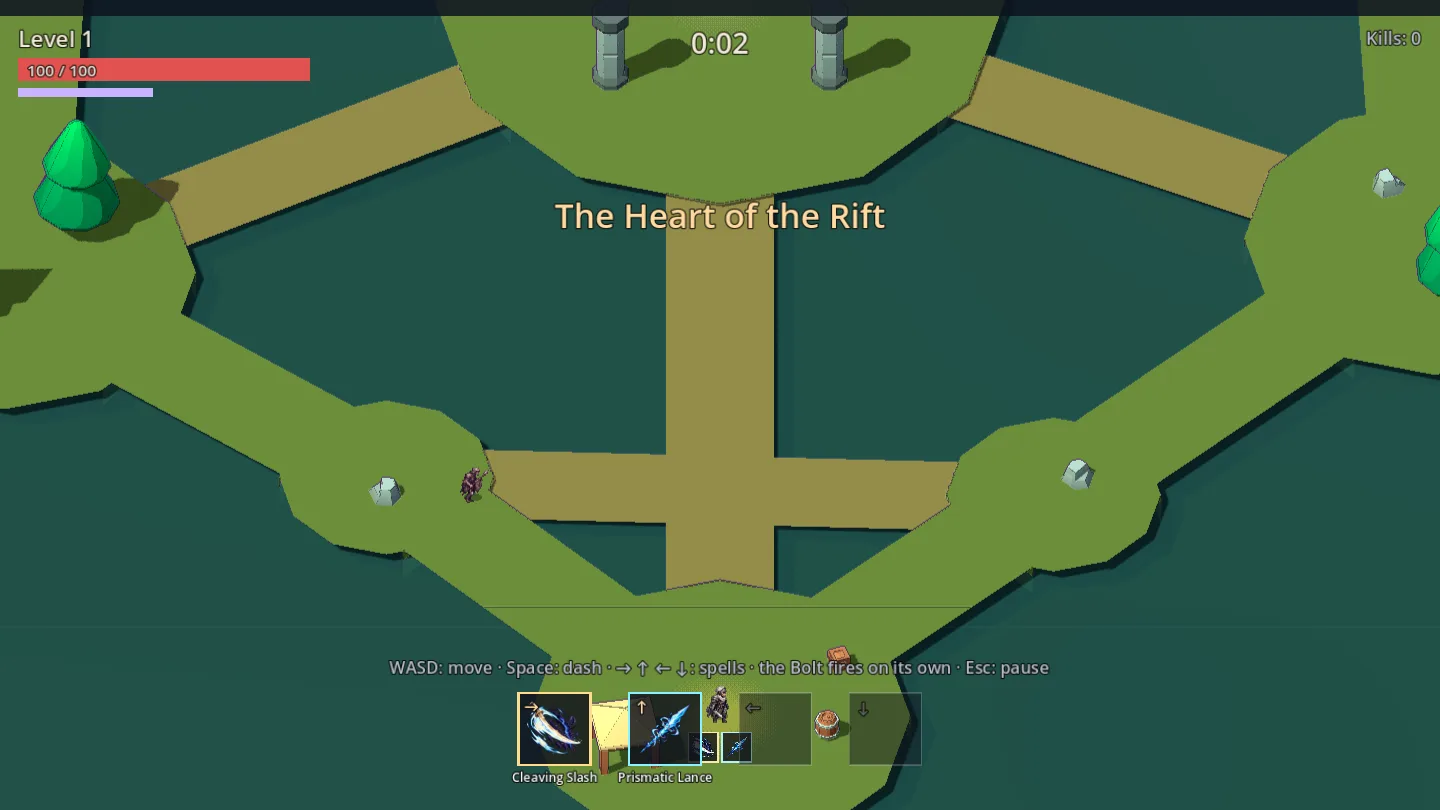 Level 1
100 / 100
0:02
Kills: 0
The Heart of the Rift
WASD: move · Space: dash · → ↑ ← ↓: spells · the Bolt fires on its own · Esc: pause
→ ↑ ← ↓
Cleaving Slash Prismatic Lance